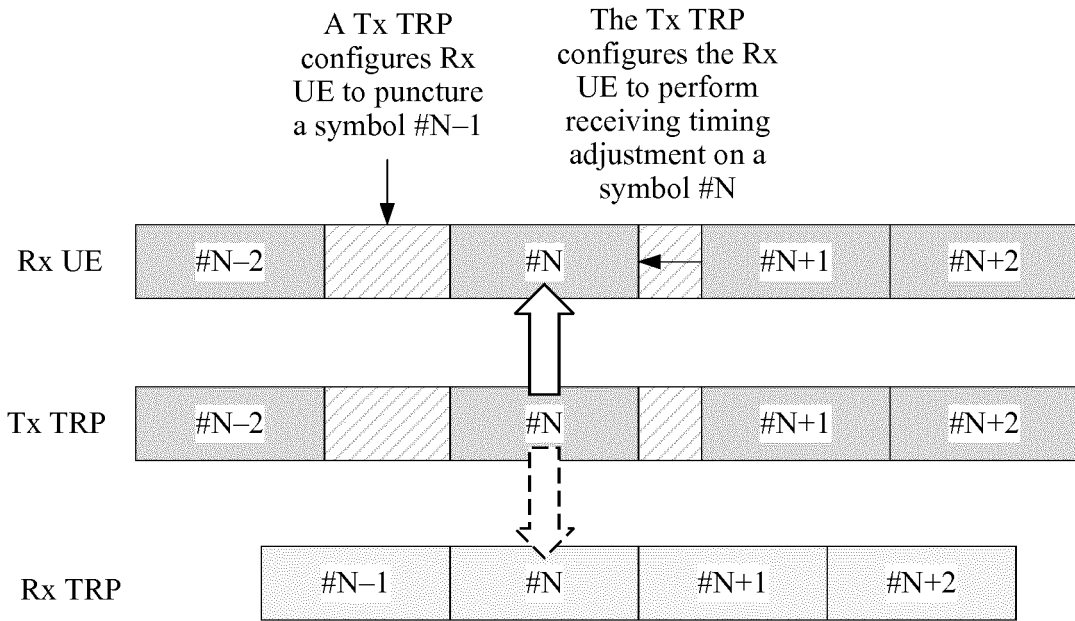 A Tx TRP
configures Rx
UE to puncture
a symbol #N–1
The Tx TRP
configures the Rx
UE to perform
receiving timing
adjustment on a
symbol #N
Rx UE #N–2 #N #N+1 #N+2
Tx TRP #N–2 #N #N+1 #N+2
Rx TRP #N–1 #N #N+1 #N+2